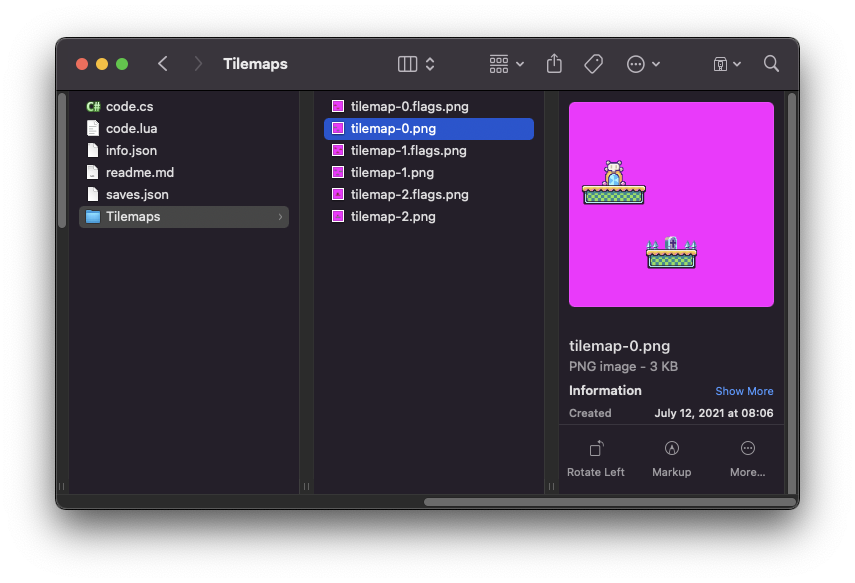 Tilemaps
C# code.cs
code.lua
info.json
readme.md
saves.json
Tilemaps
tilemap-0.flags.png
tilemap-0.png
tilemap-1.flags.png
tilemap-1.png
tilemap-2.flags.png
tilemap-2.png
tilemap-0.png
PNG image - 3 KB
Information Show More
Created July 12, 2021 at 08:06
Rotate Left Markup More...